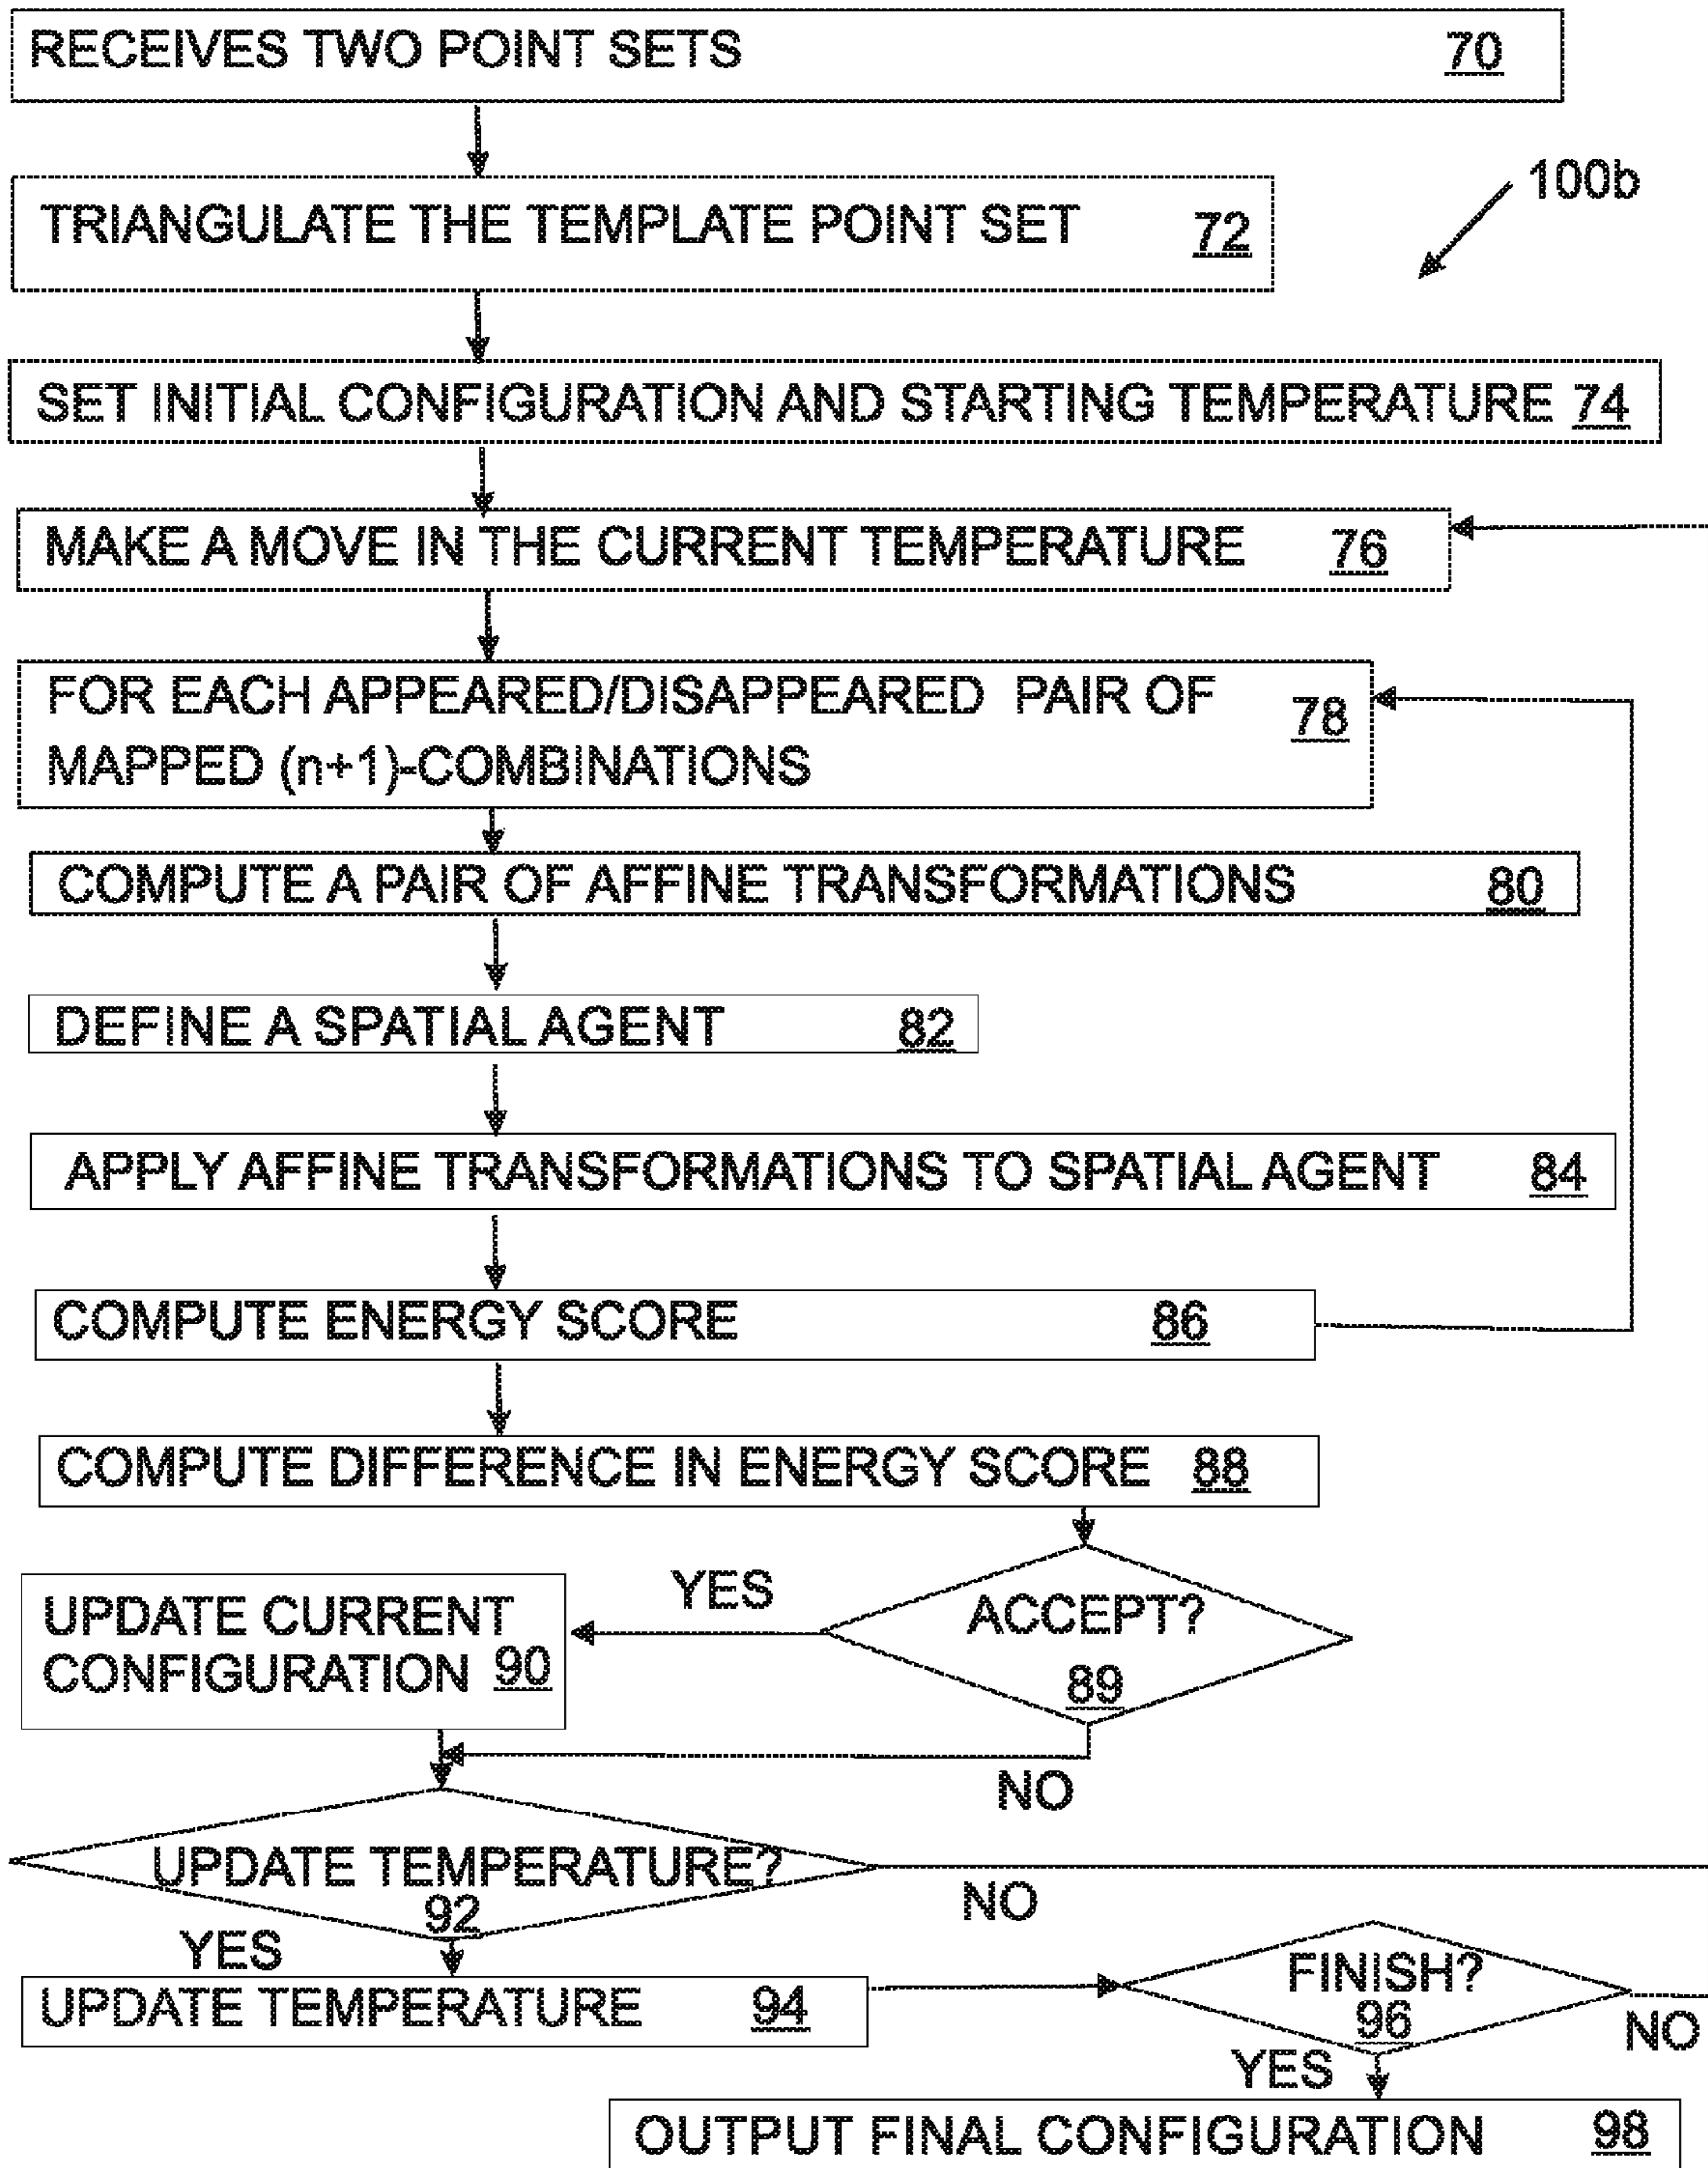 RECEIVES TWO POINT SETS 70
TRIANGULATE THE TEMPLATE POINT SET 72
100b
SET INITIAL CONFIGURATION AND STARTING TEMPERATURE 74
MAKE A MOVE IN THE CURRENT TEMPERATURE 76
FOR EACH APPEARED/DISAPPEARED PAIR OF 78
MAPPED (n+1)-COMBINATIONS
COMPUTE A PAIR OF AFFINE TRANSFORMATIONS 80
DEFINE A SPATIAL AGENT 82
APPLY AFFINE TRANSFORMATIONS TO SPATIAL AGENT 84
COMPUTE ENERGY SCORE 86
COMPUTE DIFFERENCE IN ENERGY SCORE 88
YES
ACCEPT?
89
UPDATE CURRENT
CONFIGURATION 90
NO
UPDATE TEMPERATURE?
92
NO
YES
UPDATE TEMPERATURE 94
FINISH?
96
NO
YES
OUTPUT FINAL CONFIGURATION 98